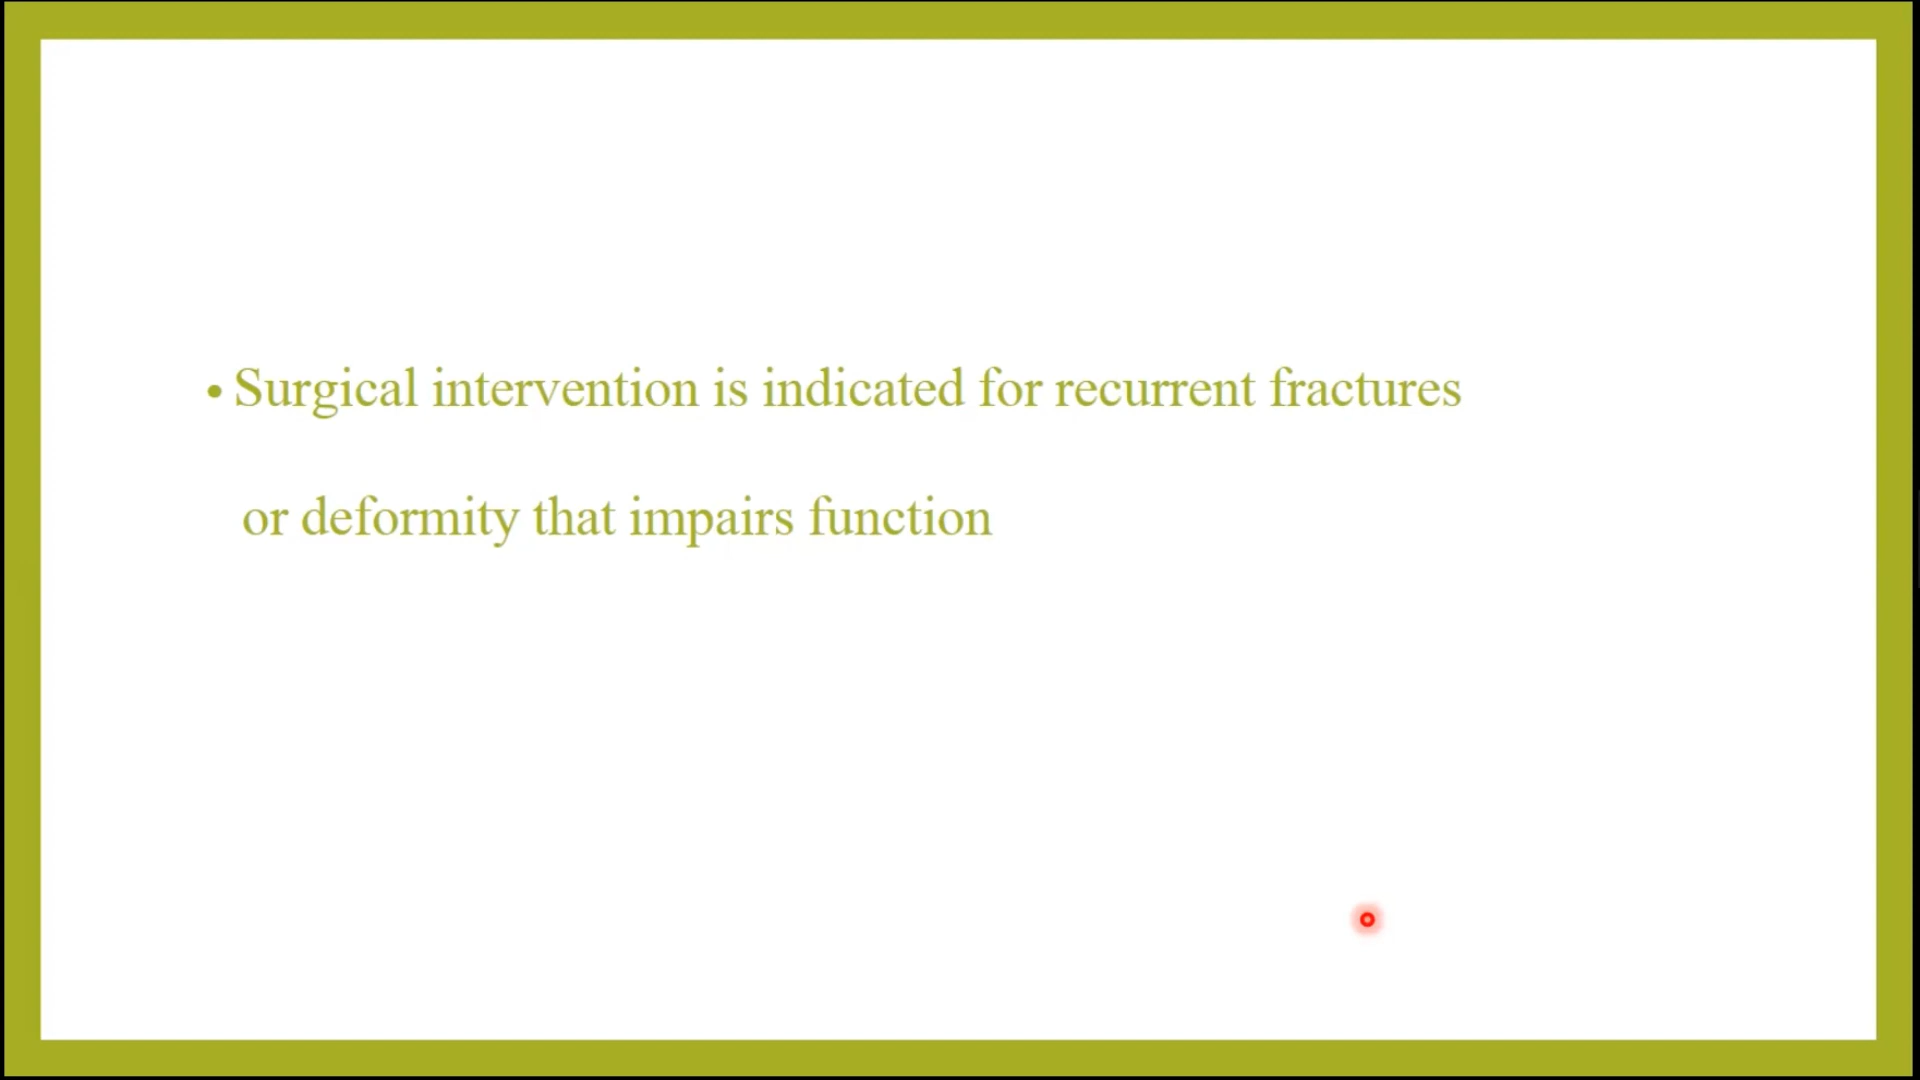 • Surgical intervention is indicated for recurrent fractures
or deformity that impairs function